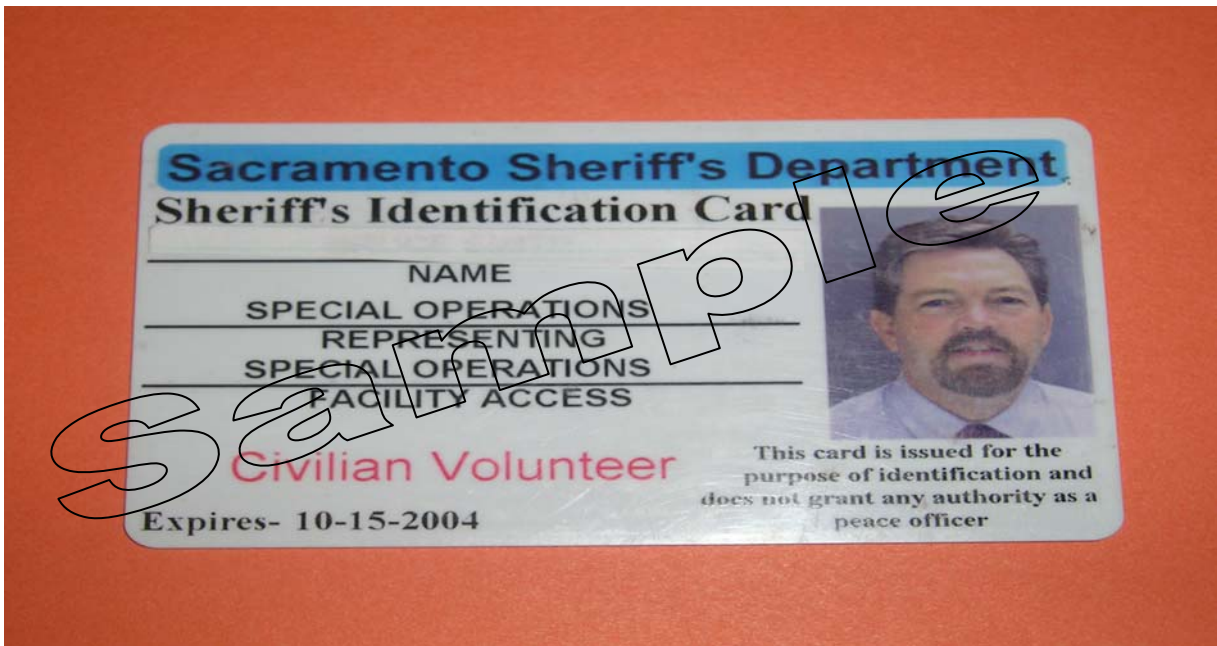 Sacramento Sheriff's Department
Sheriff's Identification Card
NAME
SPECIAL OPERATIONS
REPRESENTING
SPECIAL OPERATIONS
FACILITY ACCESS
Civilian Volunteer
Expires- 10-15-2004
This card is issued for the
purpose of identification and
does not grant any authority as a
peace officer
Sample